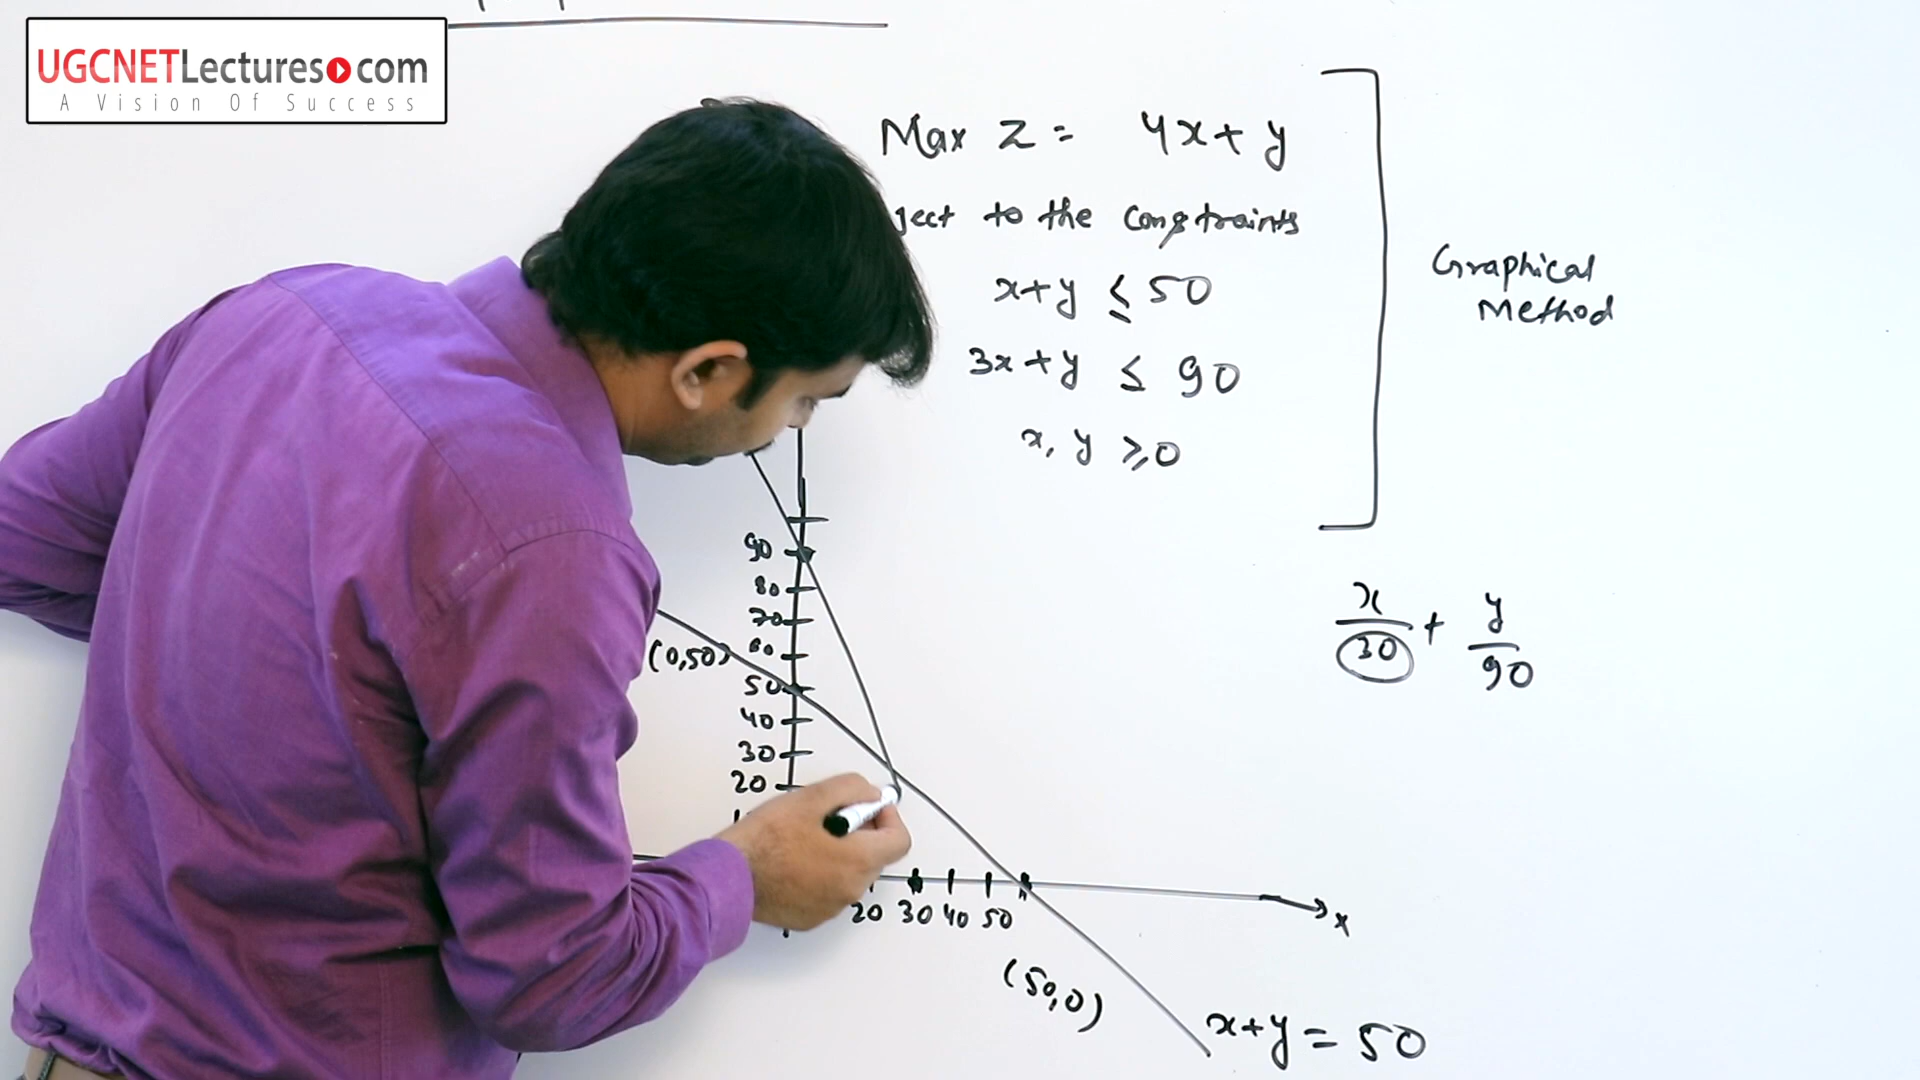 UGCNETLectures.com
A Vision Of Success
Max Z = 4x + y
ject to the constraints
x+y ≤ 50
3x + y ≤ 90
x, y ≥ 0
Graphical
Method
x/30 + y/90
90
80
70
60
(0,50)
50
40
30
20
20 30 40 50
x
(50,0)
x+y = 50